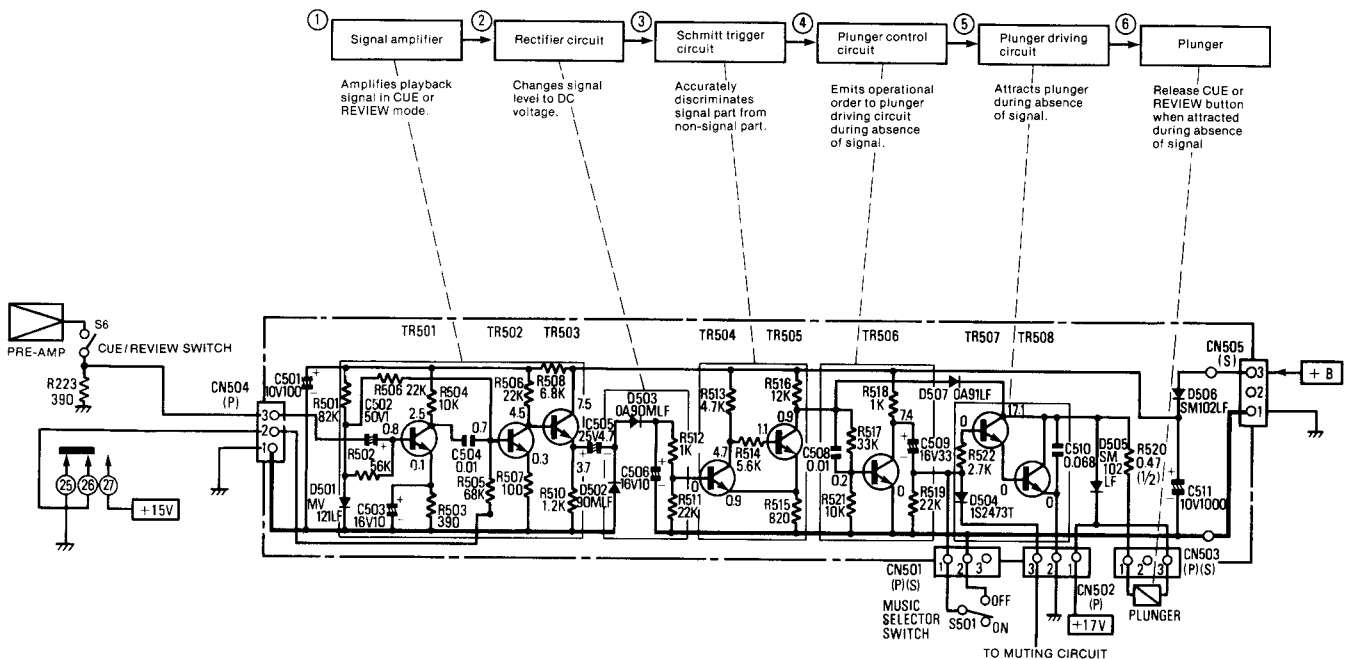 1 Signal amplifier
2 Rectifier circuit
3 Schmitt trigger
circuit
4 Plunger control
circuit
5 Plunger driving
circuit
6 Plunger
Amplifies playback
signal in CUE or
REVIEW mode.
Changes signal
level to DC
voltage.
Accurately
discriminates
signal part from
non-signal part.
Emits operational
order to plunger
driving circuit
during absence
of signal.
Attracts plunger
during absence
of signal.
Release CUE or
REVIEW button
when attracted
during absence
of signal
PRE-AMP
S6
CUE/REVIEW SWITCH
R223
390
25 26 27
+15V
CN504
(P)
3
2
1
TR501
TR502
TR503
TR504
TR505
TR506
TR507
TR508
C501
10V100
R501
82K
R506 22K
C502
50V1
R502
56K
D501
MV
121LF
C503
16V10
2.5
0.8
0.1
R504
10K
R503
390
C504
0.01
0.7
R505
68K
R506
22K
4.5
0.3
R507
100
R508
6.8K
7.5
3.7
R510
1.2K
C505
25V4.7
D502
0A90MLF
D503
0A90MLF
C506
16V10
R512
1K
R511
22K
0
R513
4.7K
4.7
0.9
R514
5.6K
1.1
R516
12K
0.9
R515
820
C508
0.01
R517
33K
0.2
R521
10K
R518
1K
7.4
0
C509
16V33
R519
22K
D507
0A91LF
17.1
0
R522
2.7K
D504
1S2473T
0
0
C510
0.068
D505
SM
102
LF
R520
0.47
(1/2)
D506
SM102LF
C511
10V1000
CN505
(S)
3
2
1
+B
CN501
(P)(S)
1 2 3
MUSIC
SELECTOR
SWITCH
S501
OFF
ON
3 2 1
CN502
(P)
+17V
TO MUTING CIRCUIT
1 2 3
CN503
(P)(S)
PLUNGER